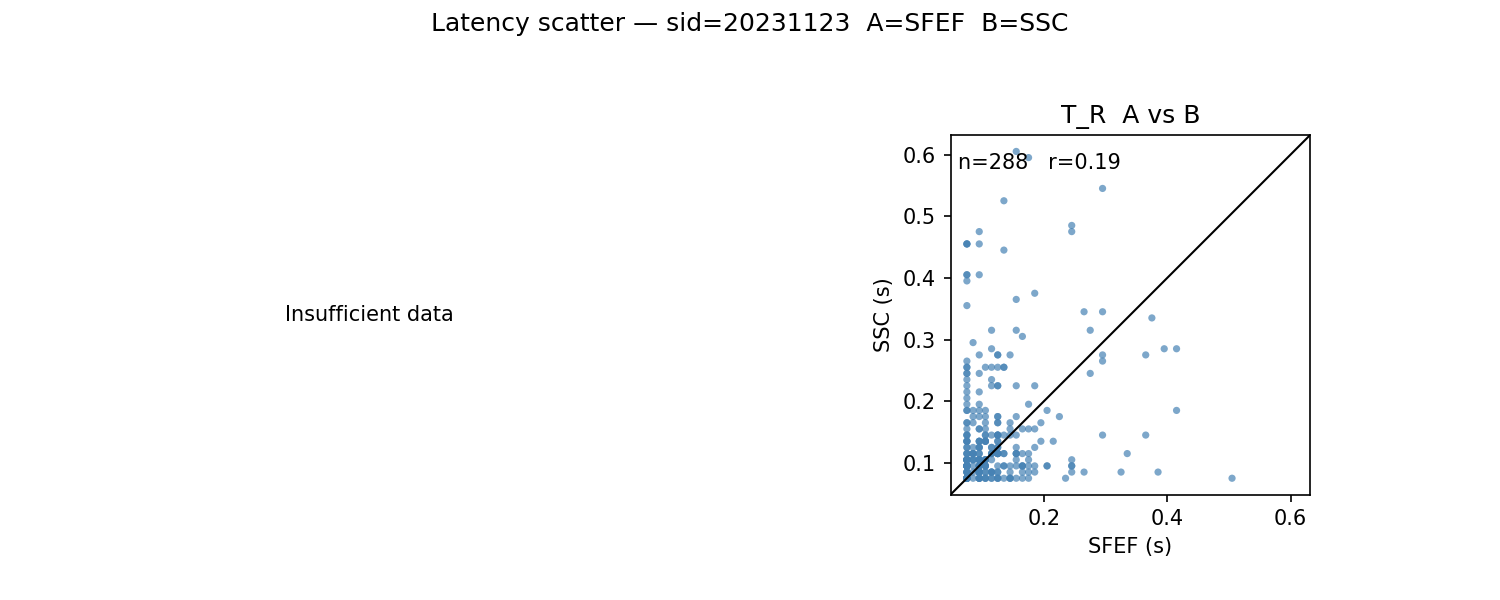 Latency scatter — sid=20231123  A=SFEF  B=SSC
Insufficient data
T_R  A vs B
n=288   r=0.19
0.6
0.5
0.4
0.3
0.2
0.1
SSC (s)
0.2
0.4
0.6
SFEF (s)